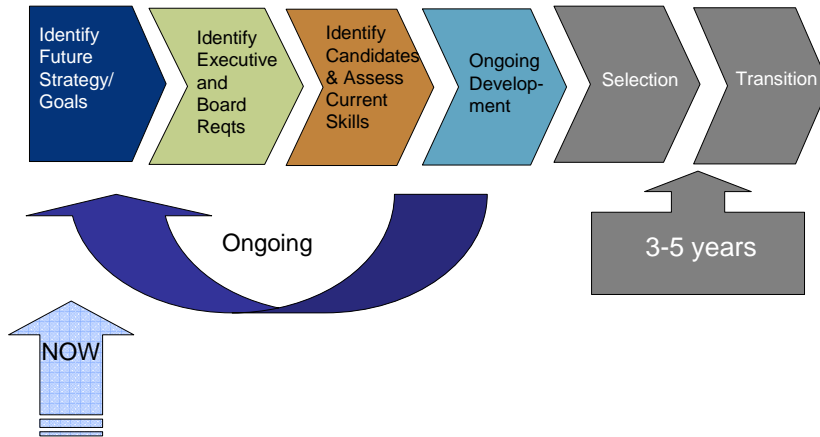 Identify
Future
Strategy/
Goals
Identify
Executive
and
Board
Reqts
Identify
Candidates
& Assess
Current
Skills
Ongoing
Develop-
ment
Selection
Transition
Ongoing
3-5 years
NOW